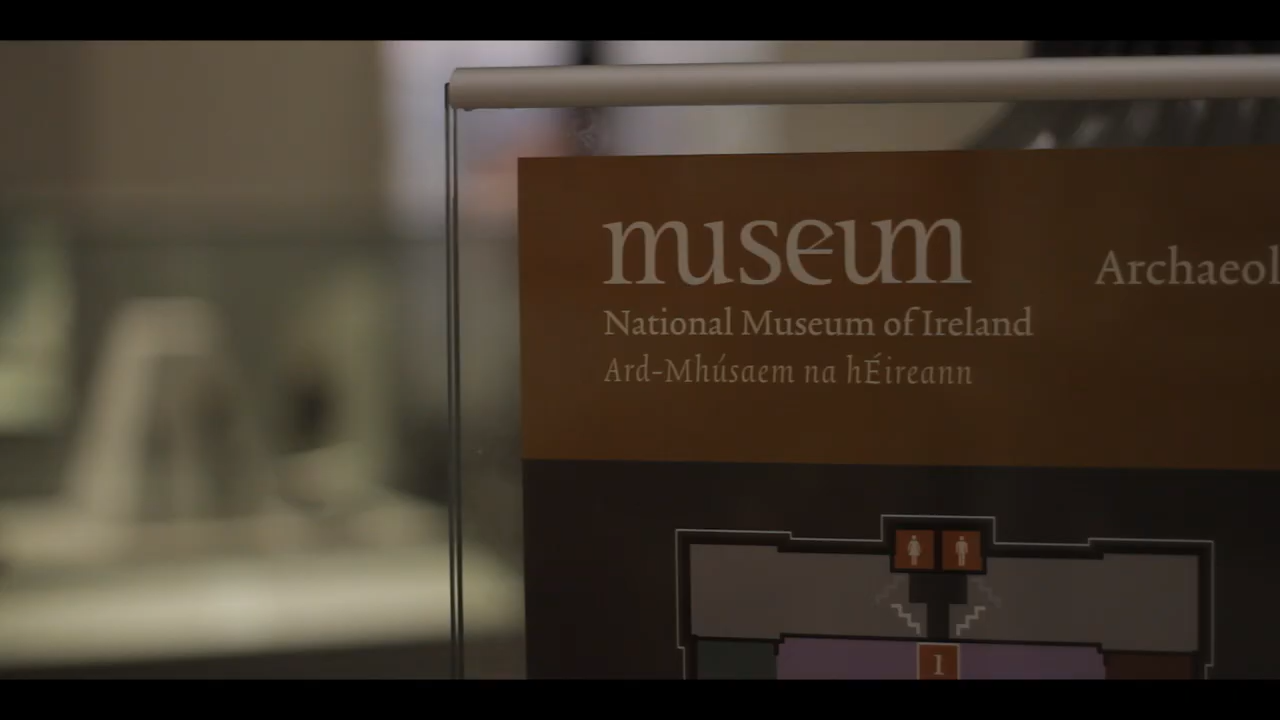 museum
National Museum of Ireland
Ard-Mhúsaem na hÉireann
Archaeol
1